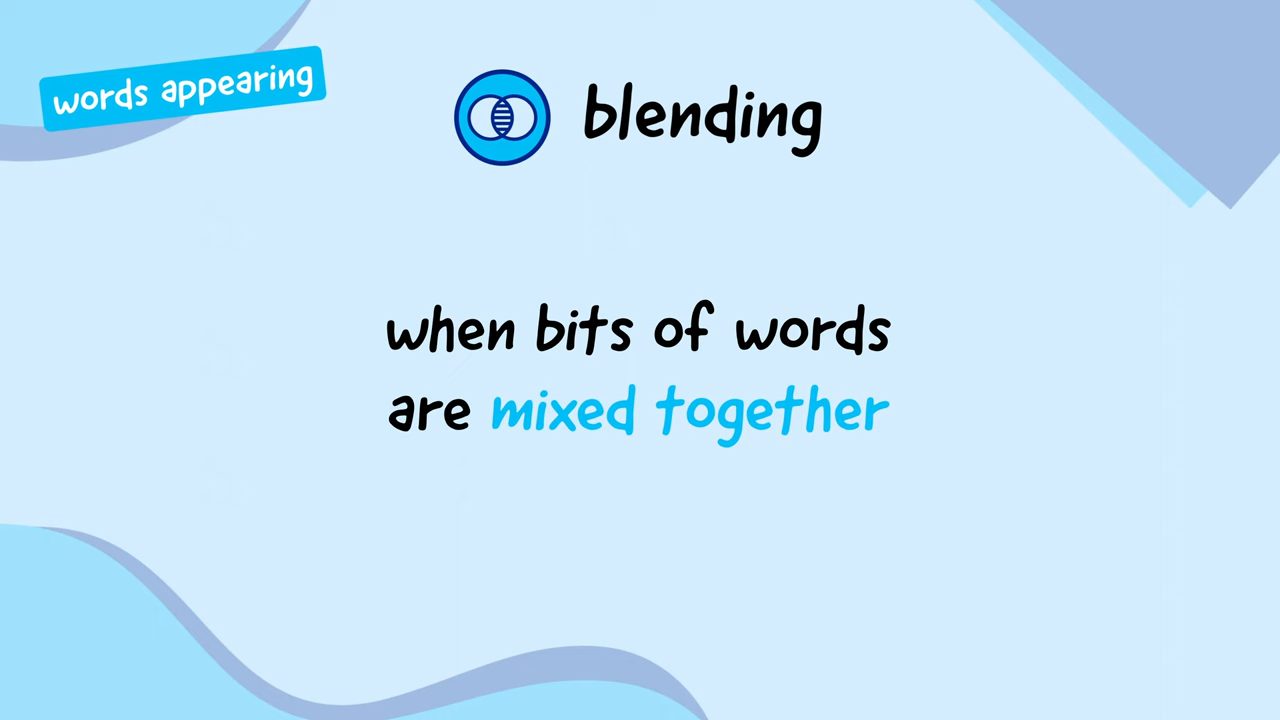 words appearing
blending
when bits of words
are mixed together